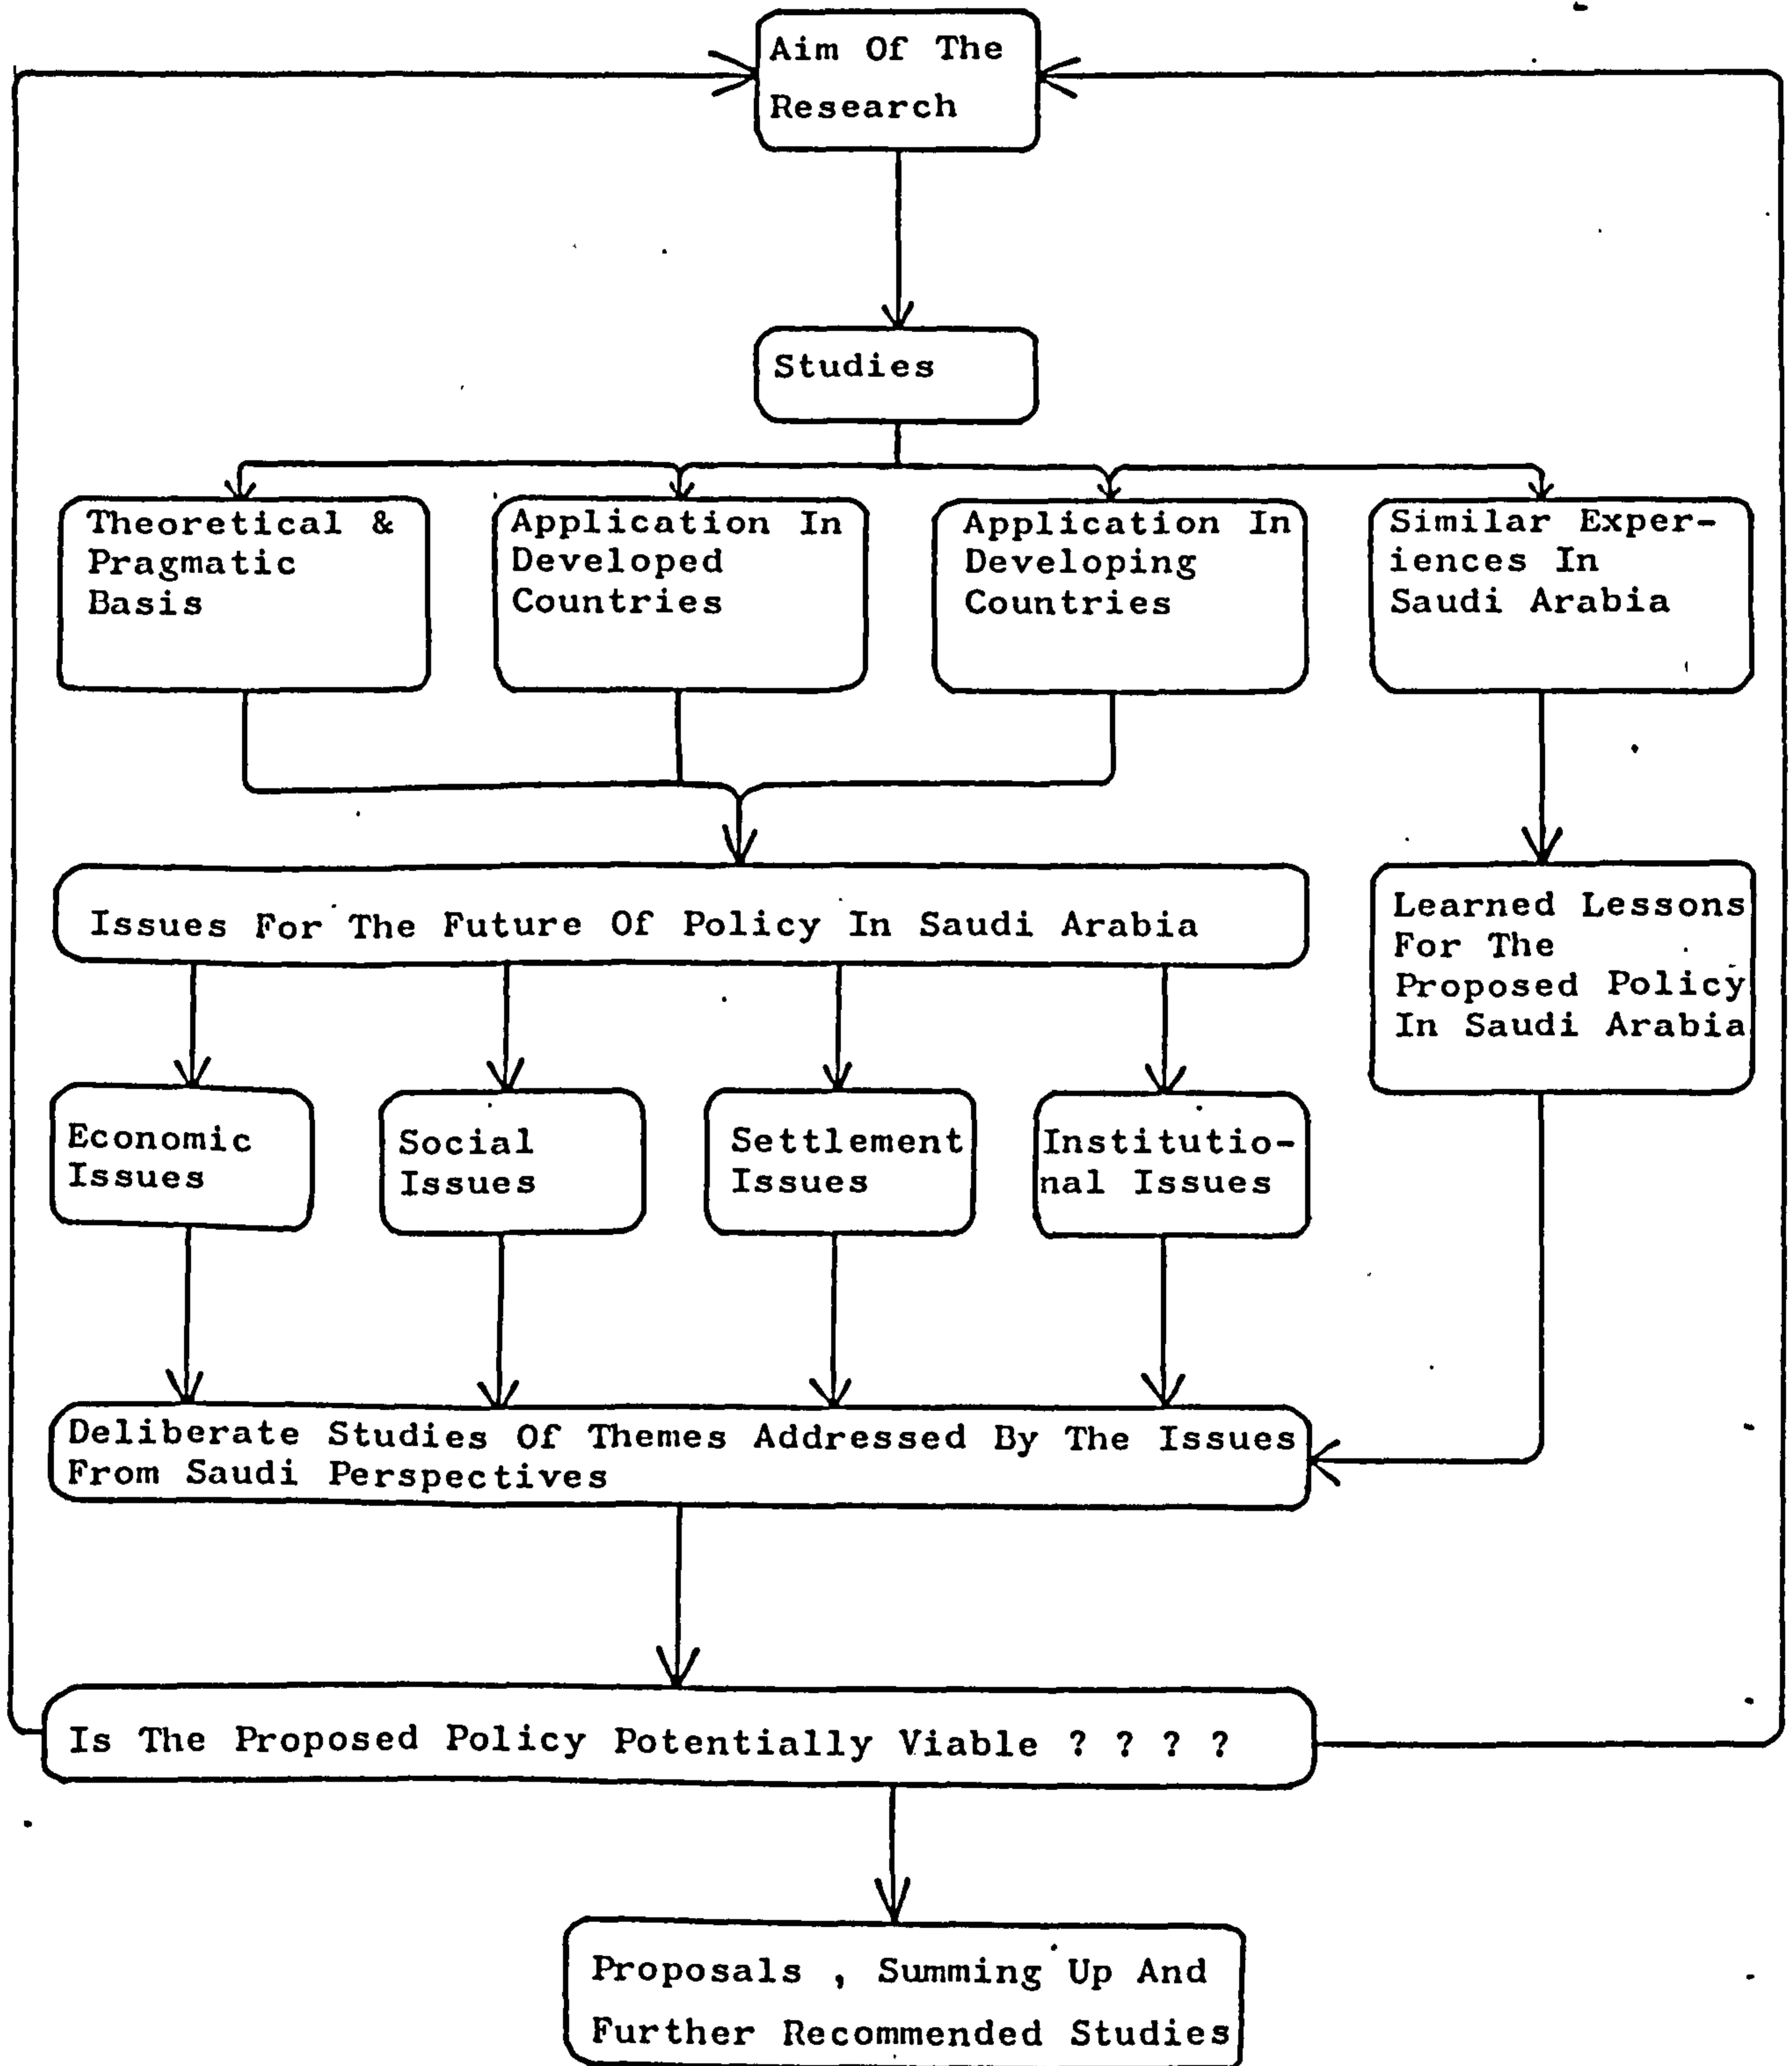 Aim Of The
Research
Studies
Theoretical &
Pragmatic
Basis
Application In
Developed
Countries
Application In
Developing
Countries
Similar Exper-
iences In
Saudi Arabia
Issues For The Future Of Policy In Saudi Arabia
Learned Lessons
For The
Proposed Policy
In Saudi Arabia
Economic
Issues
Social
Issues
Settlement
Issues
Institutio-
nal Issues
Deliberate Studies Of Themes Addressed By The Issues
From Saudi Perspectives
Is The Proposed Policy Potentially Viable ? ? ? ?
Proposals , Summing Up And
Further Recommended Studies